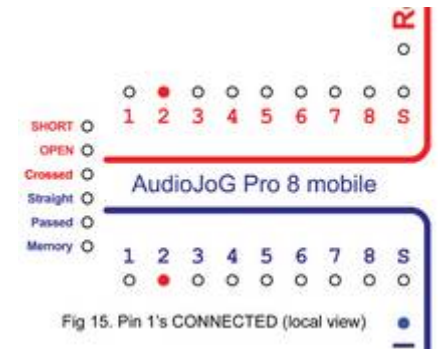 R
1 2 3 4 5 6 7 8 S
SHORT
OPEN
Crossed
Straight
Passed
Memory
AudioJoG Pro 8 mobile
1 2 3 4 5 6 7 8 S
Fig 15. Pin 1's CONNECTED (local view)